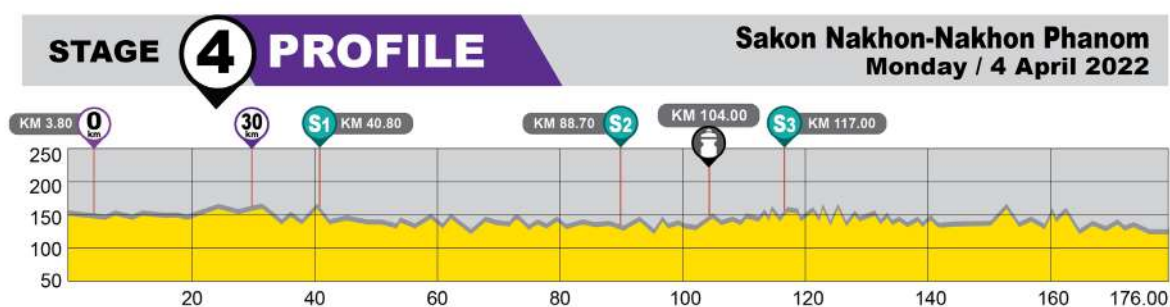 STAGE 4 PROFILE
Sakon Nakhon-Nakhon Phanom
Monday / 4 April 2022
KM 3.80 0 km 30 km S1 KM 40.80 KM 88.70 S2 KM 104.00 S3 KM 117.00
250
200
150
100
50
20 40 60 80 100 120 140 160 176.00